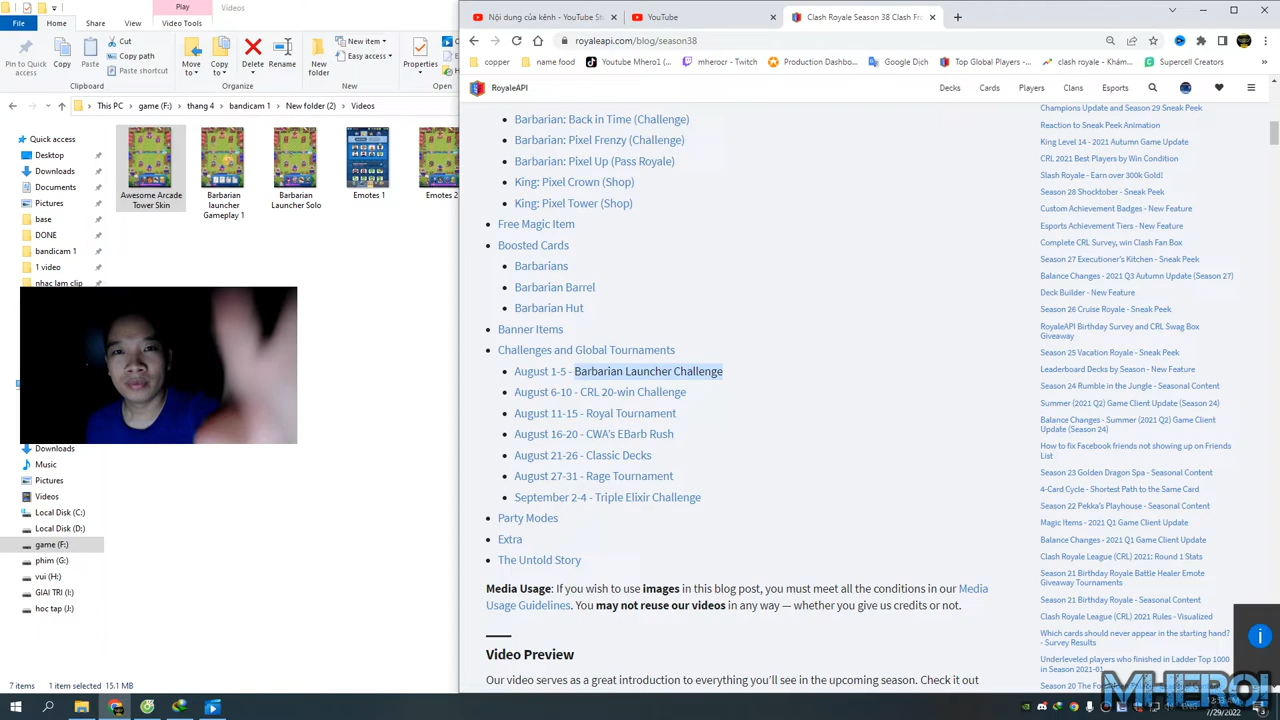 Play
Videos
File
Home
Share
View
Video Tools
Pin to Quick access
Copy
Paste
Cut
Copy path
Paste shortcut
Move to
Copy to
Delete
Rename
New folder
New item
Easy access
Properties
Clipboard
Organize
New
This PC > game (F:) > thang 4 > bandicam 1 > New folder (2) > Videos
Quick access
Desktop
Downloads
Documents
Pictures
base
DONE
bandicam 1
1 video
nhac lam clip
Downloads
Music
Pictures
Videos
Local Disk (C:)
Local Disk (D:)
game (F:)
phim (G:)
vui (H:)
GIAI TRI (I:)
hoc tap (J:)
Awesome Arcade Tower Skin
Barbarian launcher Gameplay 1
Barbarian Launcher Solo
Emotes 1
Emotes 2
7 items
1 item selected 15.1 MB
Nội dung của kênh - YouTube St
YouTube
Clash Royale Season 38 Clash Fr
royaleapi.com/blog/season38
copper
name food
Youtube Mhero1 (...
mherocr - Twitch
Production Dashbo...
Google Dịch
Top Global Players -...
clash royale - Khám...
Supercell Creators
RoyaleAPI
Decks
Cards
Players
Clans
Esports
Barbarian: Back in Time (Challenge)
Barbarian: Pixel Frenzy (Challenge)
Barbarian: Pixel Up (Pass Royale)
King: Pixel Crown (Shop)
King: Pixel Tower (Shop)
Free Magic Item
Boosted Cards
Barbarians
Barbarian Barrel
Barbarian Hut
Banner Items
Challenges and Global Tournaments
August 1-5 - Barbarian Launcher Challenge
August 6-10 - CRL 20-win Challenge
August 11-15 - Royal Tournament
August 16-20 - CWA's EBarb Rush
August 21-26 - Classic Decks
August 27-31 - Rage Tournament
September 2-4 - Triple Elixir Challenge
Party Modes
Extra
The Untold Story
Media Usage: If you wish to use images in this blog post, you must meet all the conditions in our Media
Usage Guidelines. You may not reuse our videos in any way — whether you give us credits or not.
Video Preview
Our video serves as a great introduction to everything you'll see in the upcoming season. Check it out
Champions Update and Season 29 Sneak Peek
Reaction to Sneak Peek Animation
King Level 14 - 2021 Autumn Game Update
CRL 2021 Best Players by Win Condition
Slash Royale - Earn over 300k Gold!
Season 28 Shocktober - Sneak Peek
Custom Achievement Badges - New Feature
Esports Achievement Tiers - New Feature
Complete CRL Survey, win Clash Fan Box
Season 27 Executioner's Kitchen - Sneak Peek
Balance Changes - 2021 Q3 Autumn Update (Season 27)
Deck Builder - New Feature
Season 26 Cruise Royale - Sneak Peek
RoyaleAPI Birthday Survey and CRL Swag Box
Giveaway
Season 25 Vacation Royale - Sneak Peek
Leaderboard Decks by Season - New Feature
Season 24 Rumble in the Jungle - Seasonal Content
Summer (2021 Q2) Game Client Update (Season 24)
Balance Changes - Summer (2021 Q2) Game Client
Update (Season 24)
How to fix Facebook friends not showing up on Friends
List
Season 23 Golden Dragon Spa - Seasonal Content
4-Card Cycle - Shortest Path to the Same Card
Season 22 Pekka's Playhouse - Seasonal Content
Magic Items - 2021 Q1 Game Client Update
Balance Changes - 2021 Q1 Game Client Update
Clash Royale League (CRL) 2021: Round 1 Stats
Season 21 Birthday Royale Battle Healer Emote
Giveaway Tournaments
Season 21 Birthday Royale - Seasonal Content
Clash Royale League (CRL) 2021 Rules - Visualized
Which cards should never appear in the starting hand?
- Survey Results
Underleveled players who finished in Ladder Top 1000
in Season 2021-01
MHERO1
7/29/2022